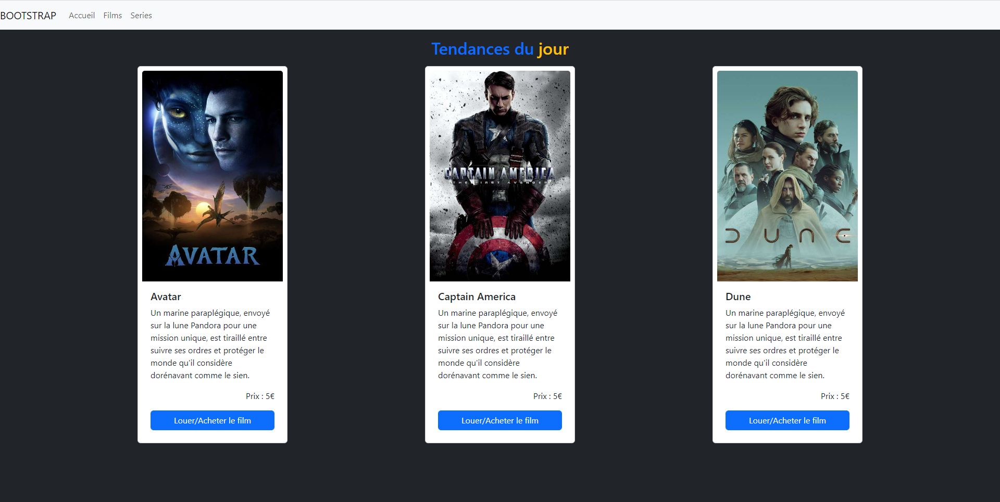 BOOTSTRAP Accueil Films Series
Tendances du jour
AVATAR
CAPTAIN AMERICA
THE FIRST AVENGER
DUNE
Avatar
Un marine paraplégique, envoyé
sur la lune Pandora pour une
mission unique, est tiraillé entre
suivre ses ordres et protéger le
monde qu'il considère
dorénavant comme le sien.
Prix : 5€
Louer/Acheter le film
Captain America
Un marine paraplégique, envoyé
sur la lune Pandora pour une
mission unique, est tiraillé entre
suivre ses ordres et protéger le
monde qu'il considère
dorénavant comme le sien.
Prix : 5€
Louer/Acheter le film
Dune
Un marine paraplégique, envoyé
sur la lune Pandora pour une
mission unique, est tiraillé entre
suivre ses ordres et protéger le
monde qu'il considère
dorénavant comme le sien.
Prix : 5€
Louer/Acheter le film